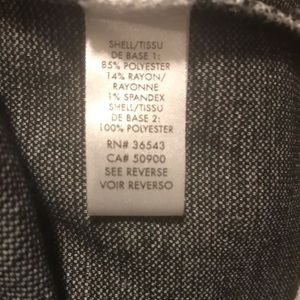 SHELL/TISSU
DE BASE 1:
85% POLYESTER
14% RAYON/
RAYONNE
1% SPANDEX
SHELL/TISSU
DE BASE 2:
100% POLYESTER
RN# 36543
CA# 50900
SEE REVERSE
VOIR REVERSO